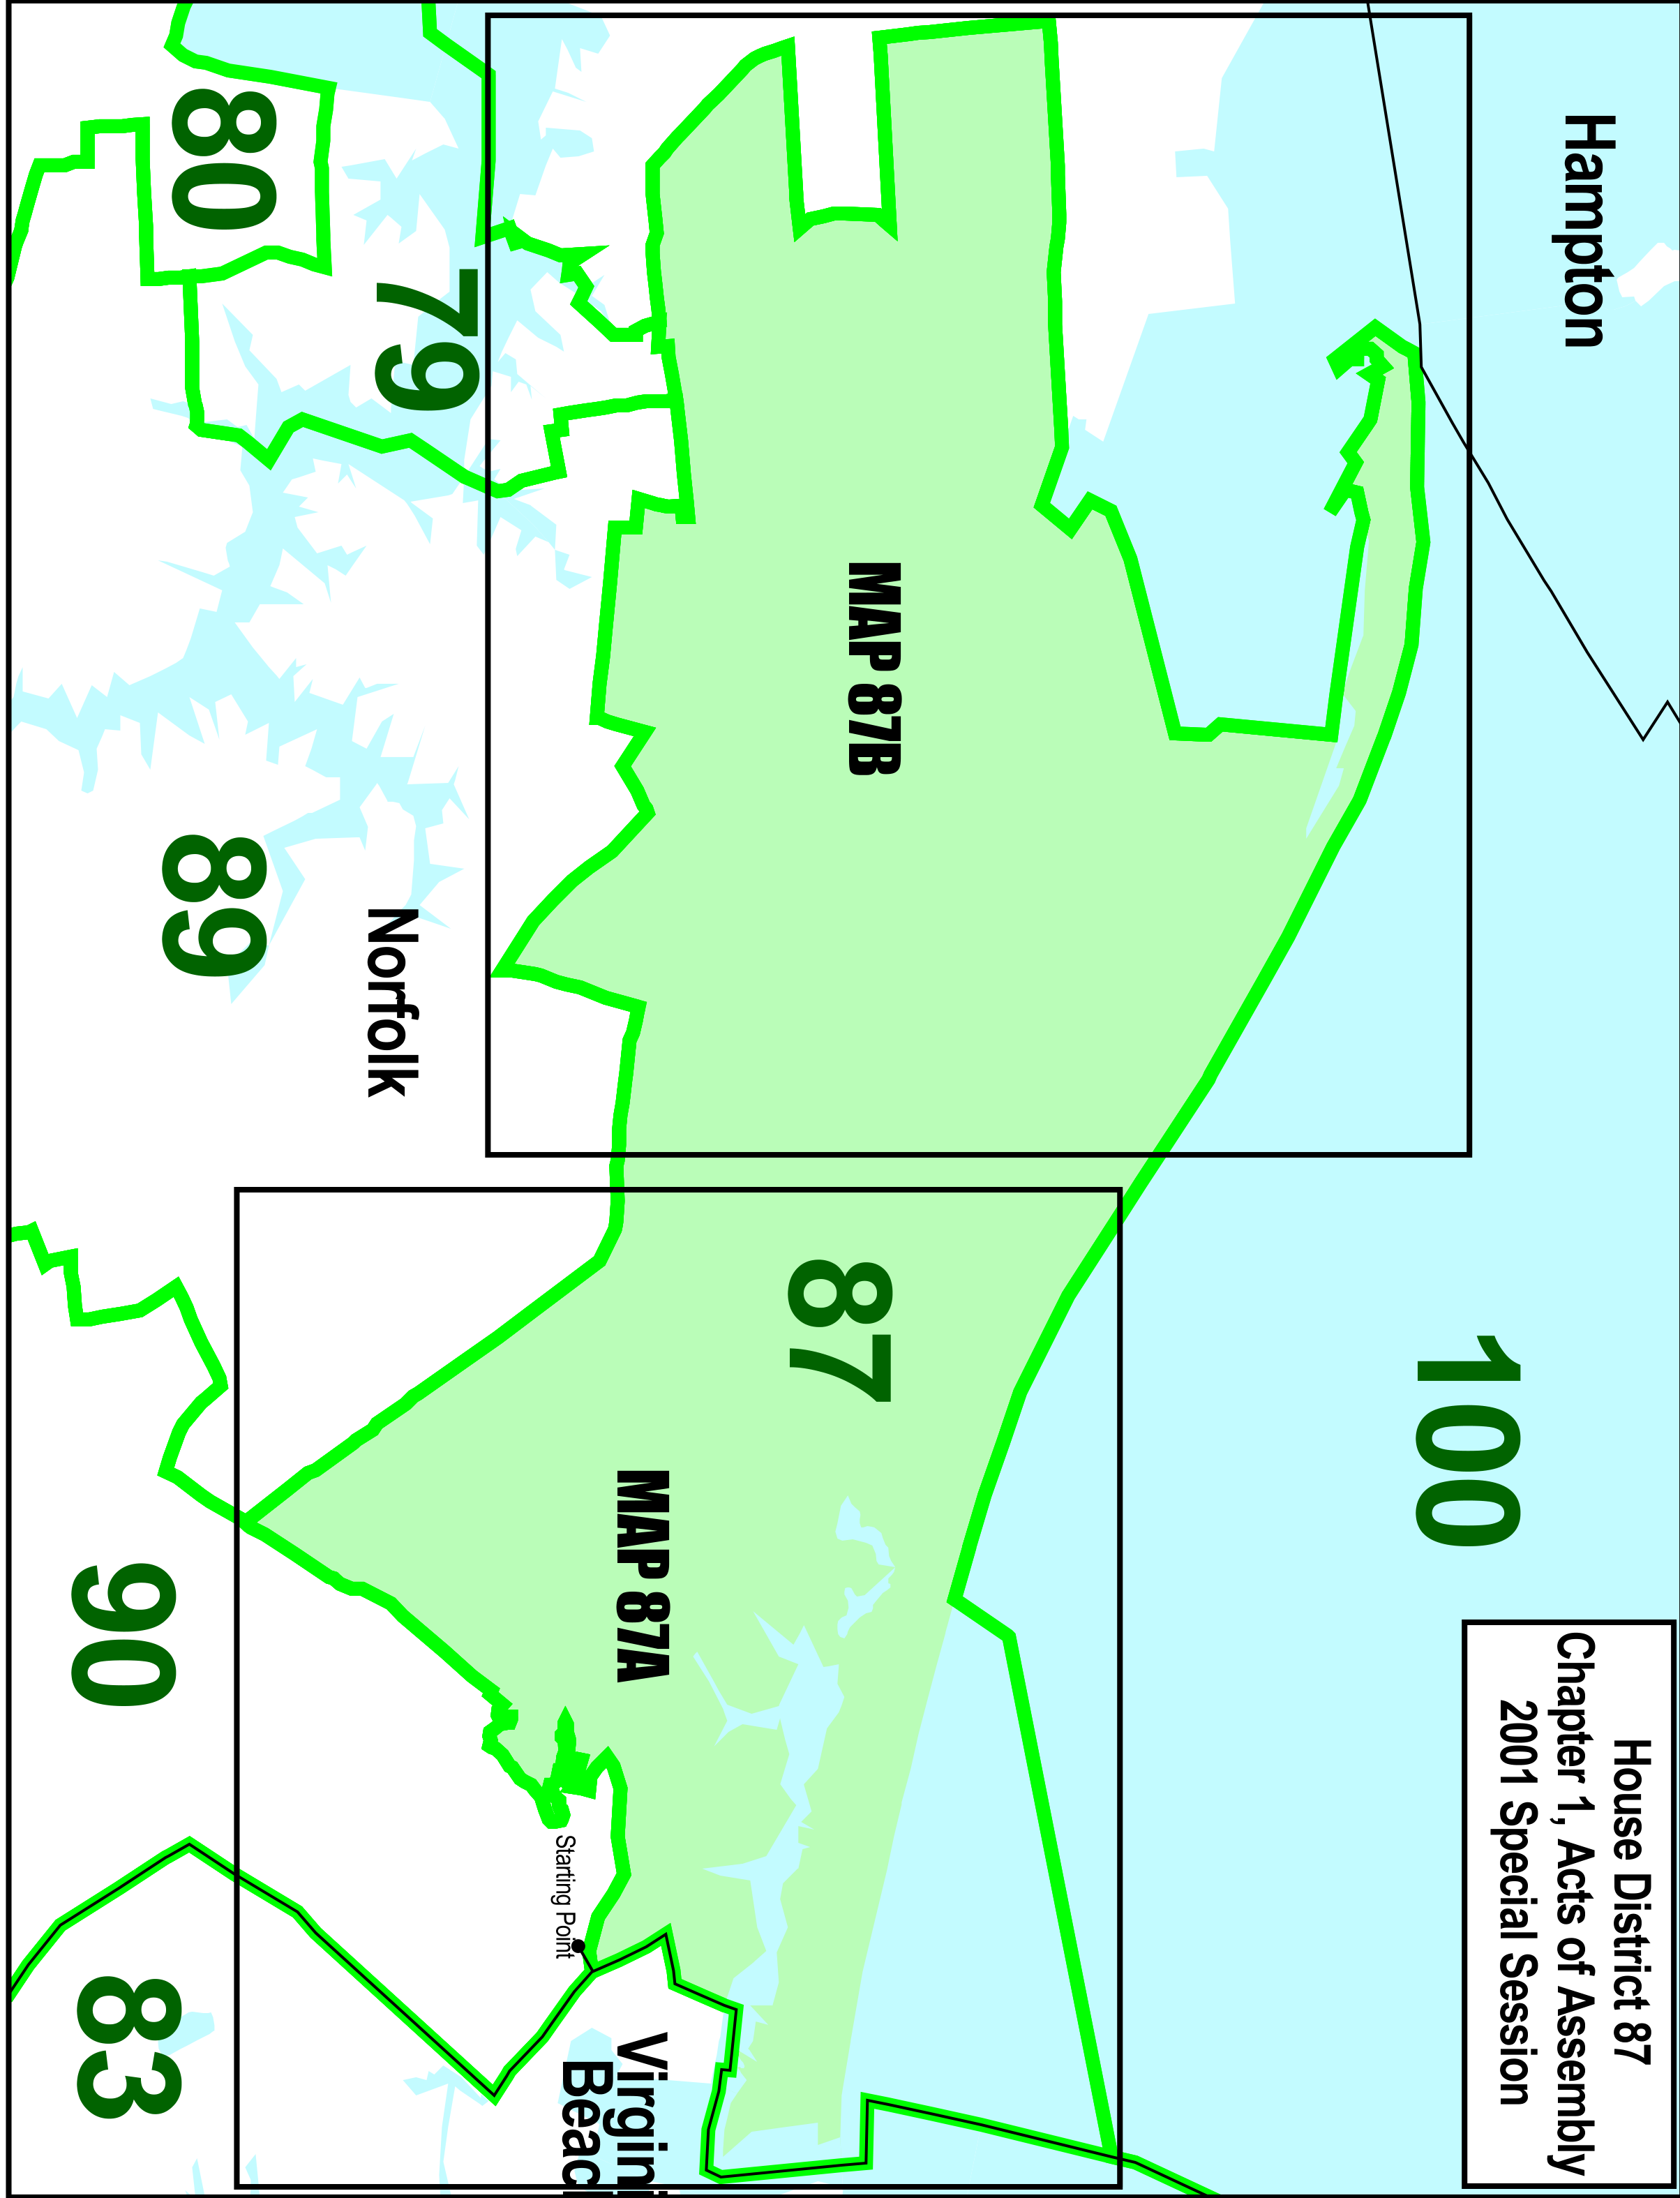 House District 87
Chapter 1, Acts of Assembly
2001 Special Session
Hampton
100
MAP 87B
87
MAP 87A
Virgini
Beach
Starting Point
79
Norfolk
80
89
90
83